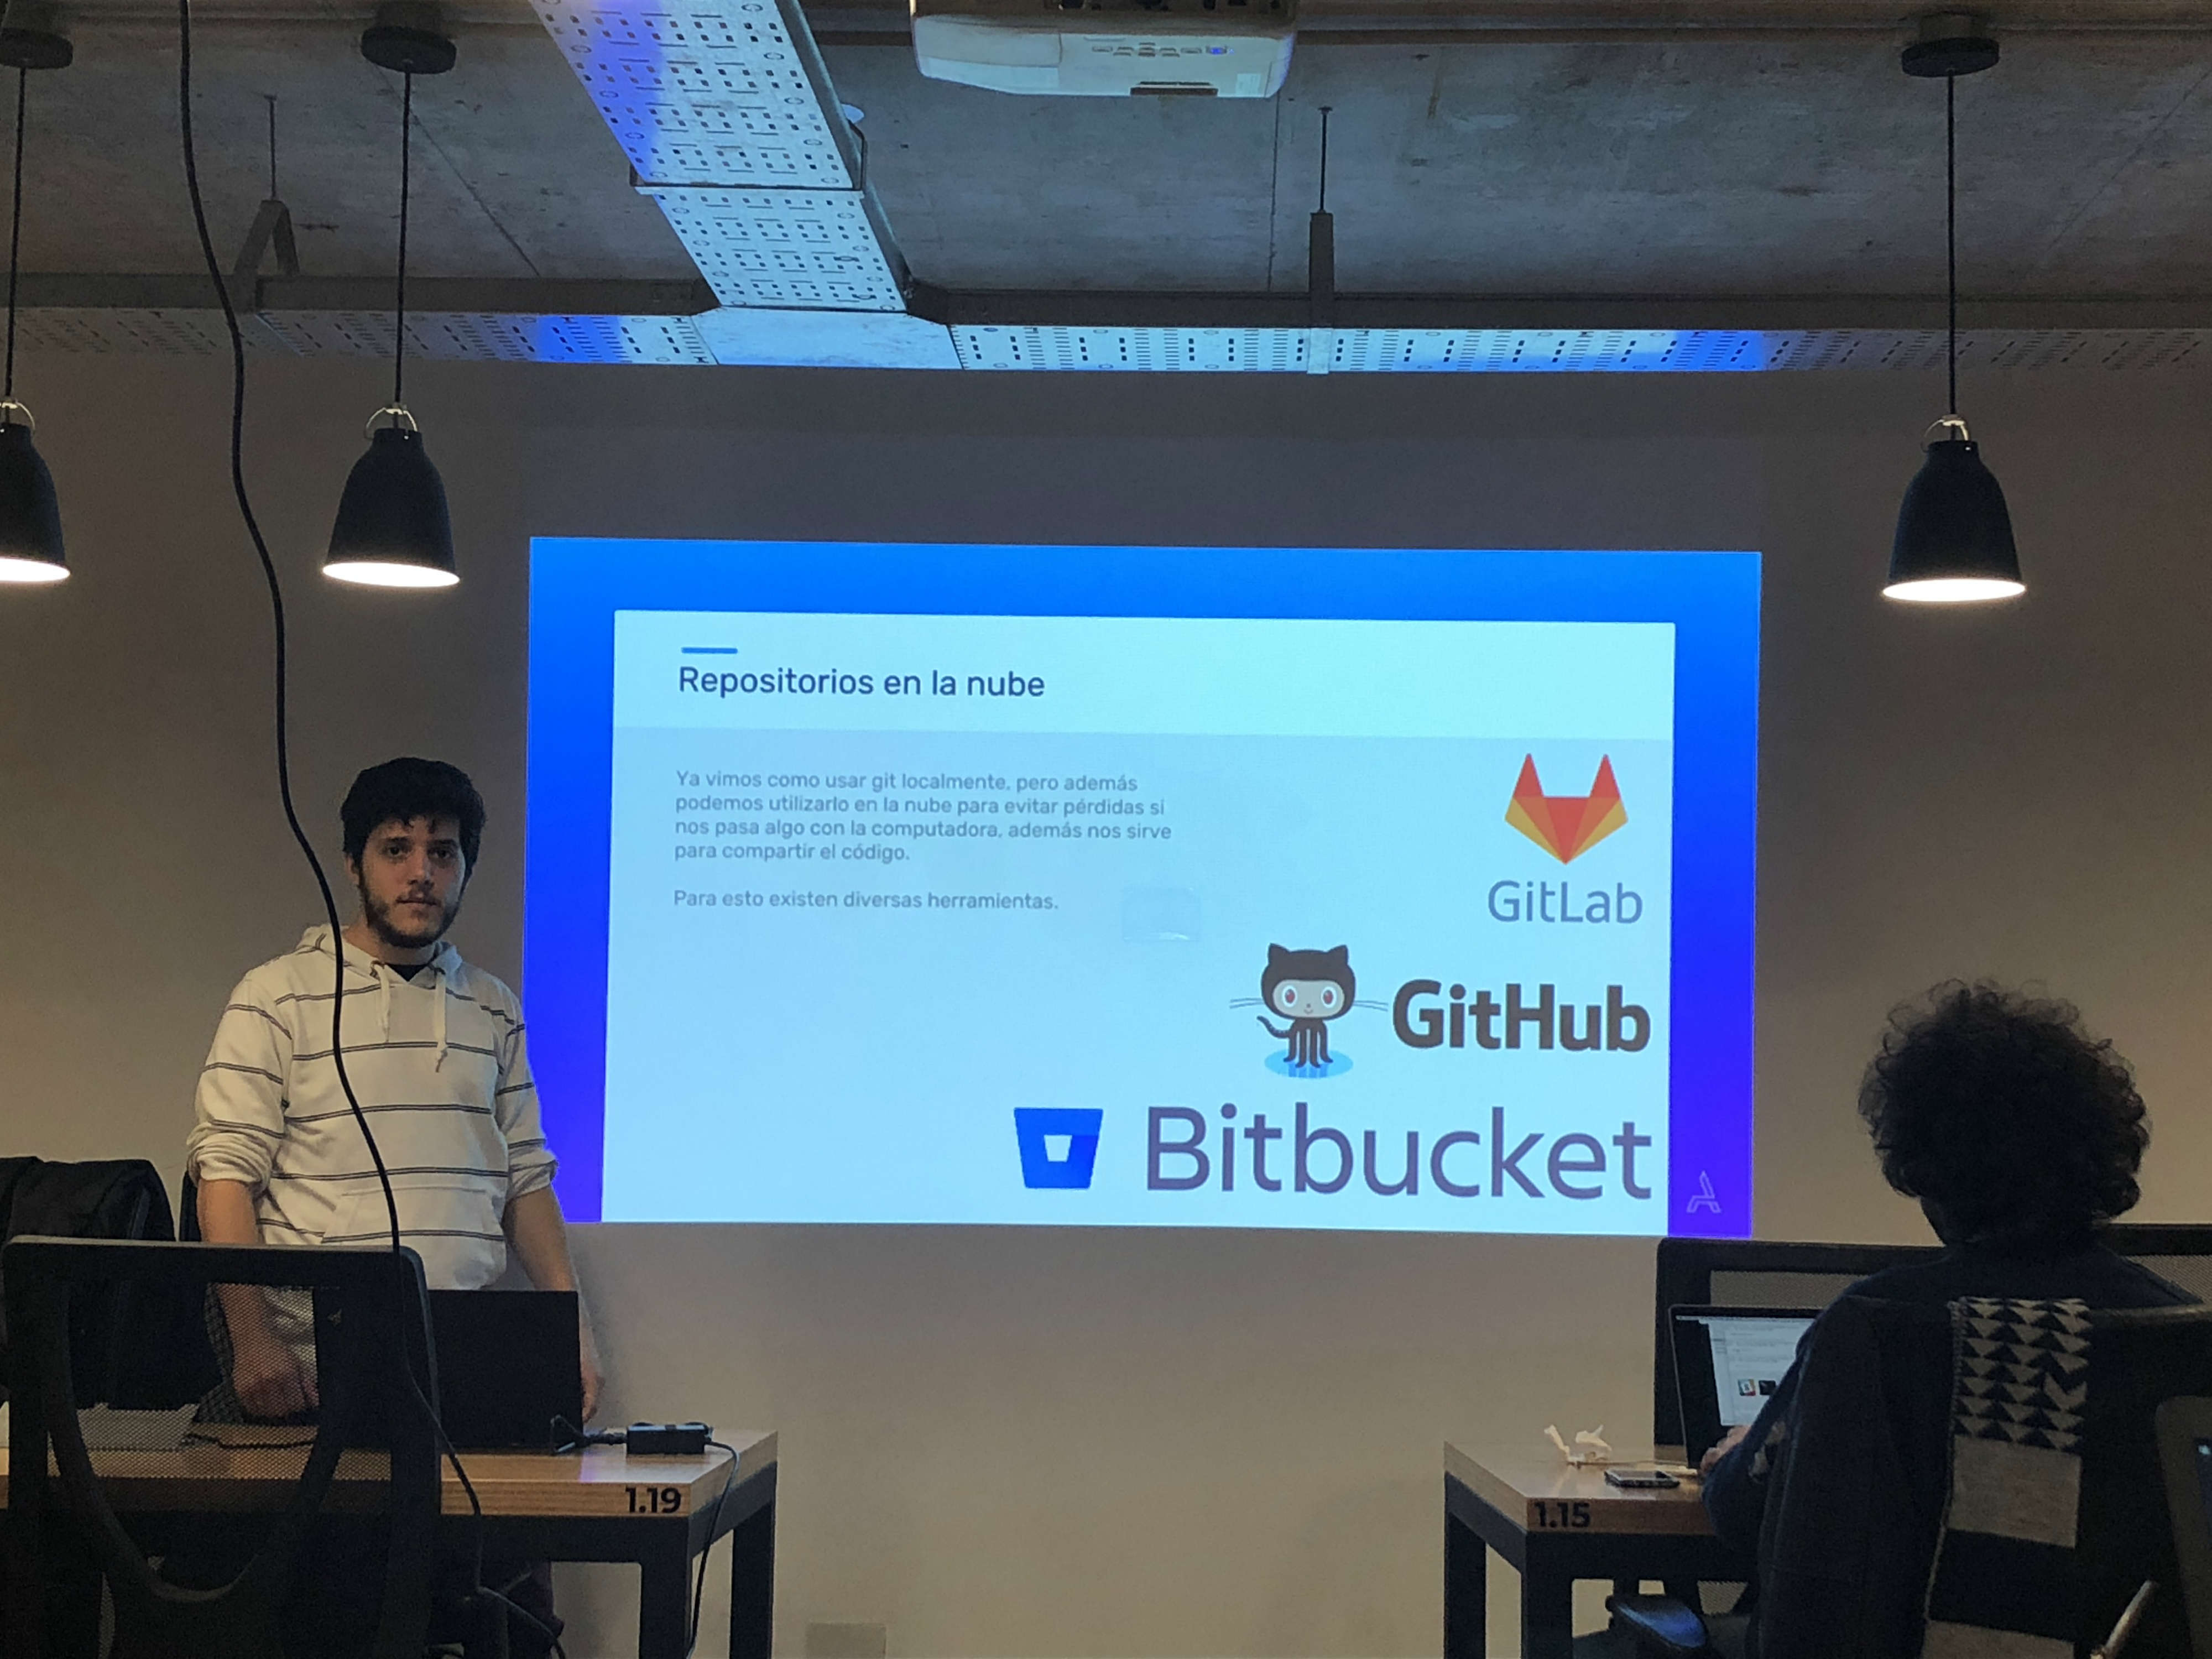 Repositorios en la nube
Ya vimos como usar git localmente, pero además
podemos utilizarlo en la nube para evitar pérdidas si
nos pasa algo con la computadora, además nos sirve
para compartir el código.
Para esto existen diversas herramientas.
GitLab
GitHub
Bitbucket
1.19
1.15